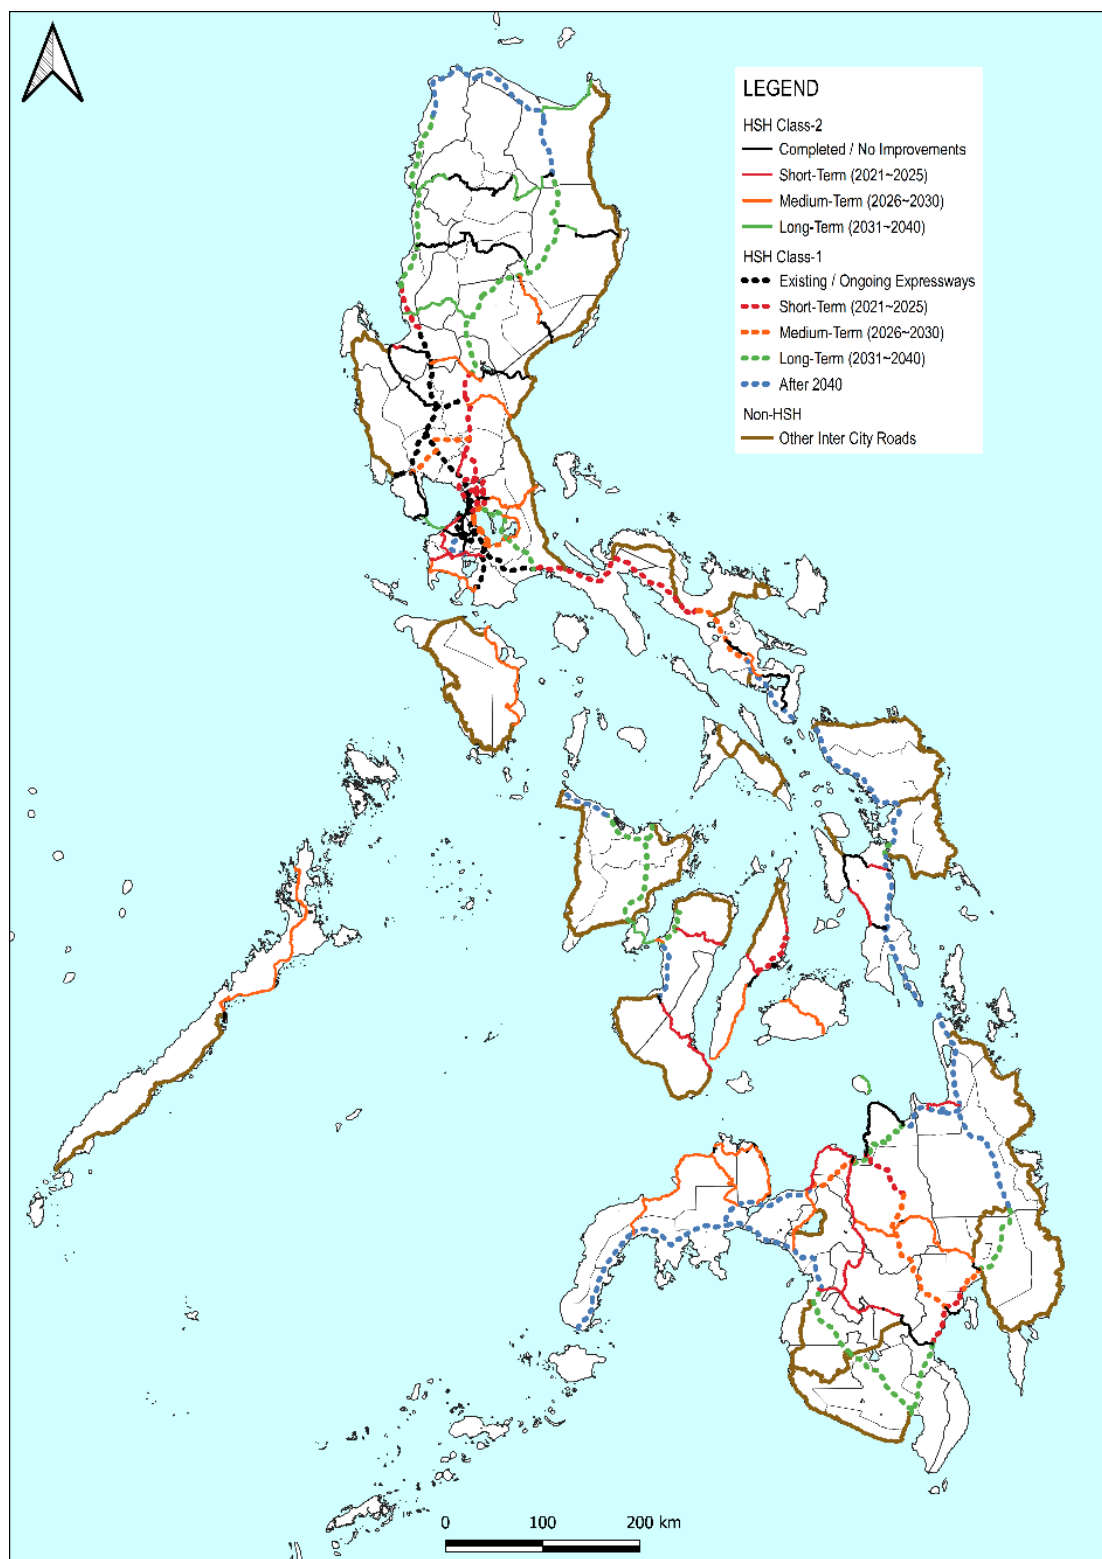 LEGEND
HSH Class-2
Completed / No Improvements
Short-Term (2021~2025)
Medium-Term (2026~2030)
Long-Term (2031~2040)
HSH Class-1
Existing / Ongoing Expressways
Short-Term (2021~2025)
Medium-Term (2026~2030)
Long-Term (2031~2040)
After 2040
Non-HSH
Other Inter City Roads
0 100 200 km